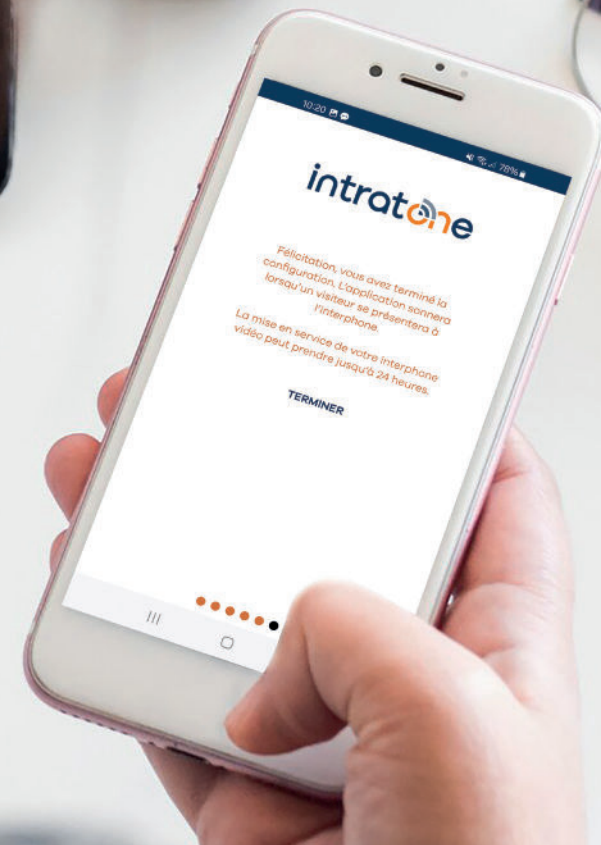 10:20
78%
intratone
Félicitation, vous avez terminé la
configuration. L'application sonnera
lorsqu'un visiteur se présentera à
l'interphone.
La mise en service de votre interphone
vidéo peut prendre jusqu'à 24 heures.
TERMINER